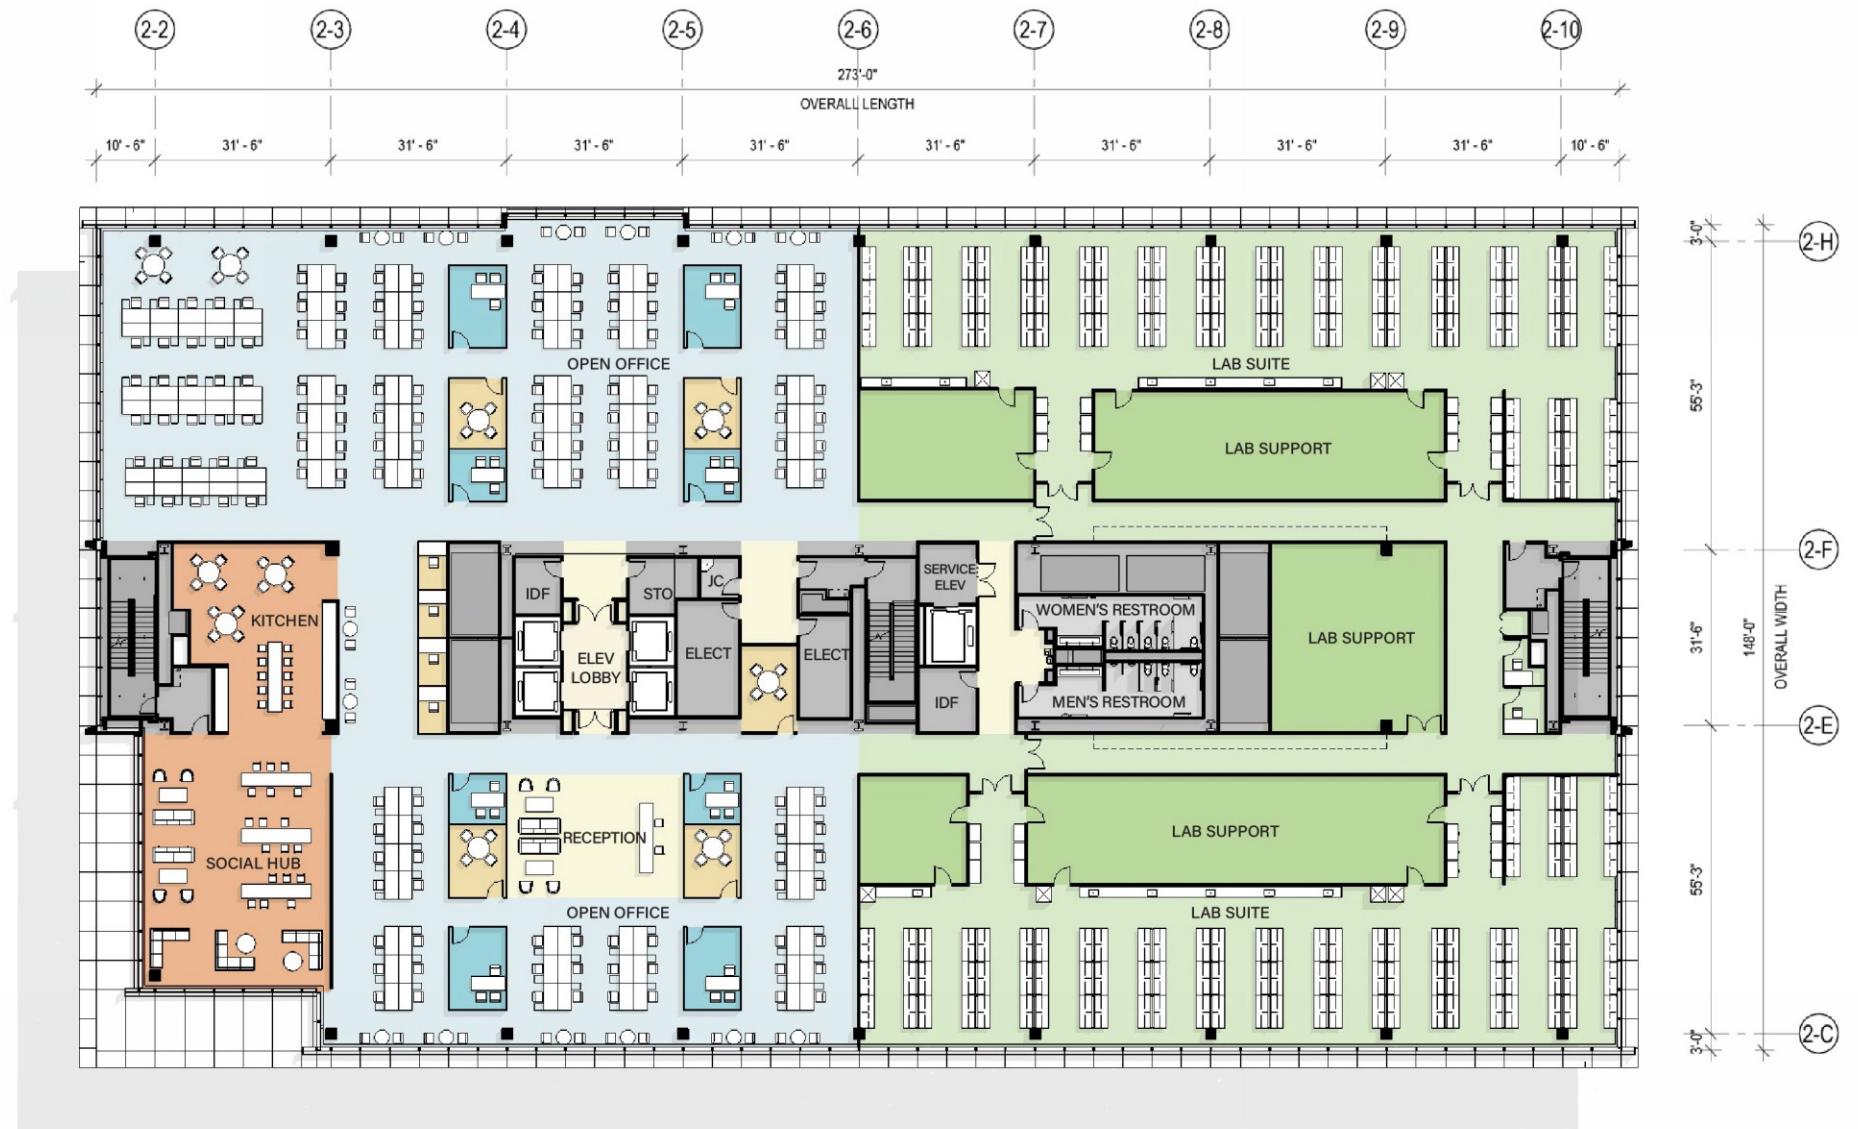 2-2
2-3
2-4
2-5
2-6
2-7
2-8
2-9
2-10
273'-0"
OVERALL LENGTH
10' - 6"
31' - 6"
31' - 6"
31' - 6"
31' - 6"
31' - 6"
31' - 6"
31' - 6"
31' - 6"
10' - 6"
3'-0"
2-H
OPEN OFFICE
LAB SUITE
55'-3"
LAB SUPPORT
2-F
SERVICE
ELEV
IDF
STO
JC
WOMEN'S RESTROOM
KITCHEN
LAB SUPPORT
31'-6"
148'-0"
OVERALL WIDTH
ELEV
LOBBY
ELECT
ELECT
IDF
MEN'S RESTROOM
2-E
RECEPTION
LAB SUPPORT
SOCIAL HUB
55'-3"
OPEN OFFICE
LAB SUITE
3'-0"
2-C